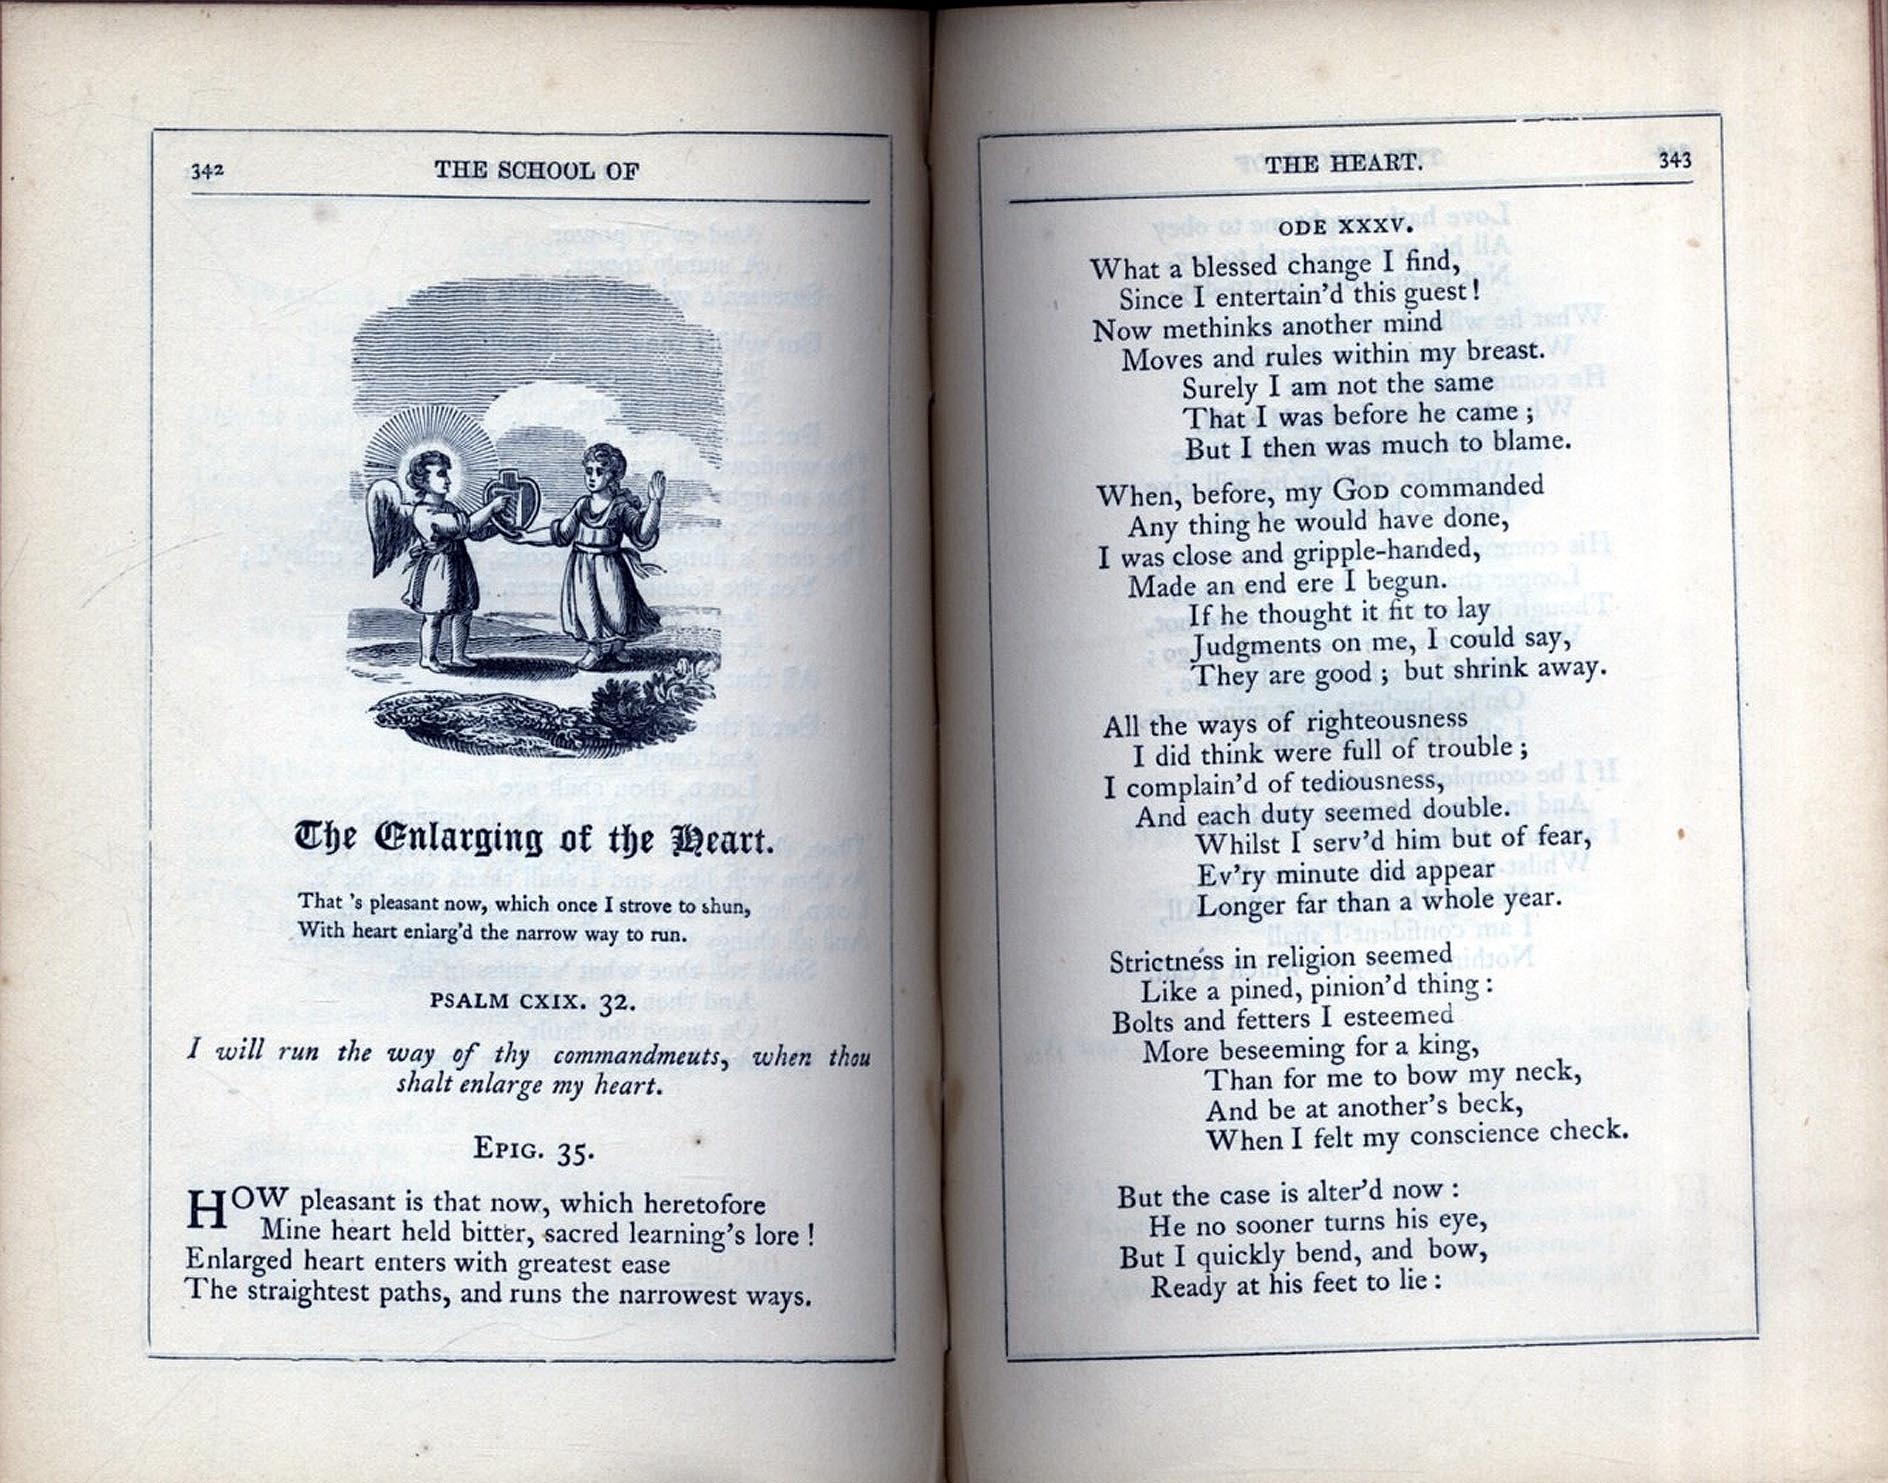 342
THE SCHOOL OF
The Enlarging of the Heart.
That 's pleasant now, which once I strove to shun,
With heart enlarg'd the narrow way to run.
PSALM CXIX. 32.
I will run the way of thy commandmeuts, when thou
shalt enlarge my heart.
EPIG. 35.
HOW pleasant is that now, which heretofore
Mine heart held bitter, sacred learning's lore !
Enlarged heart enters with greatest ease
The straightest paths, and runs the narrowest ways.
THE HEART.
343
ODE XXXV.
What a blessed change I find,
Since I entertain'd this guest!
Now methinks another mind
Moves and rules within my breast.
Surely I am not the same
That I was before he came ;
But I then was much to blame.
When, before, my GOD commanded
Any thing he would have done,
I was close and gripple-handed,
Made an end ere I begun.
If he thought it fit to lay
Judgments on me, I could say,
They are good ; but shrink away.
All the ways of righteousness
I did think were full of trouble ;
I complain'd of tediousness,
And each duty seemed double.
Whilst I serv'd him but of fear,
Ev'ry minute did appear
Longer far than a whole year.
Strictness in religion seemed
Like a pined, pinion'd thing :
Bolts and fetters I esteemed
More beseeming for a king,
Than for me to bow my neck,
And be at another's beck,
When I felt my conscience check.
But the case is alter'd now :
He no sooner turns his eye,
But I quickly bend, and bow,
Ready at his feet to lie :